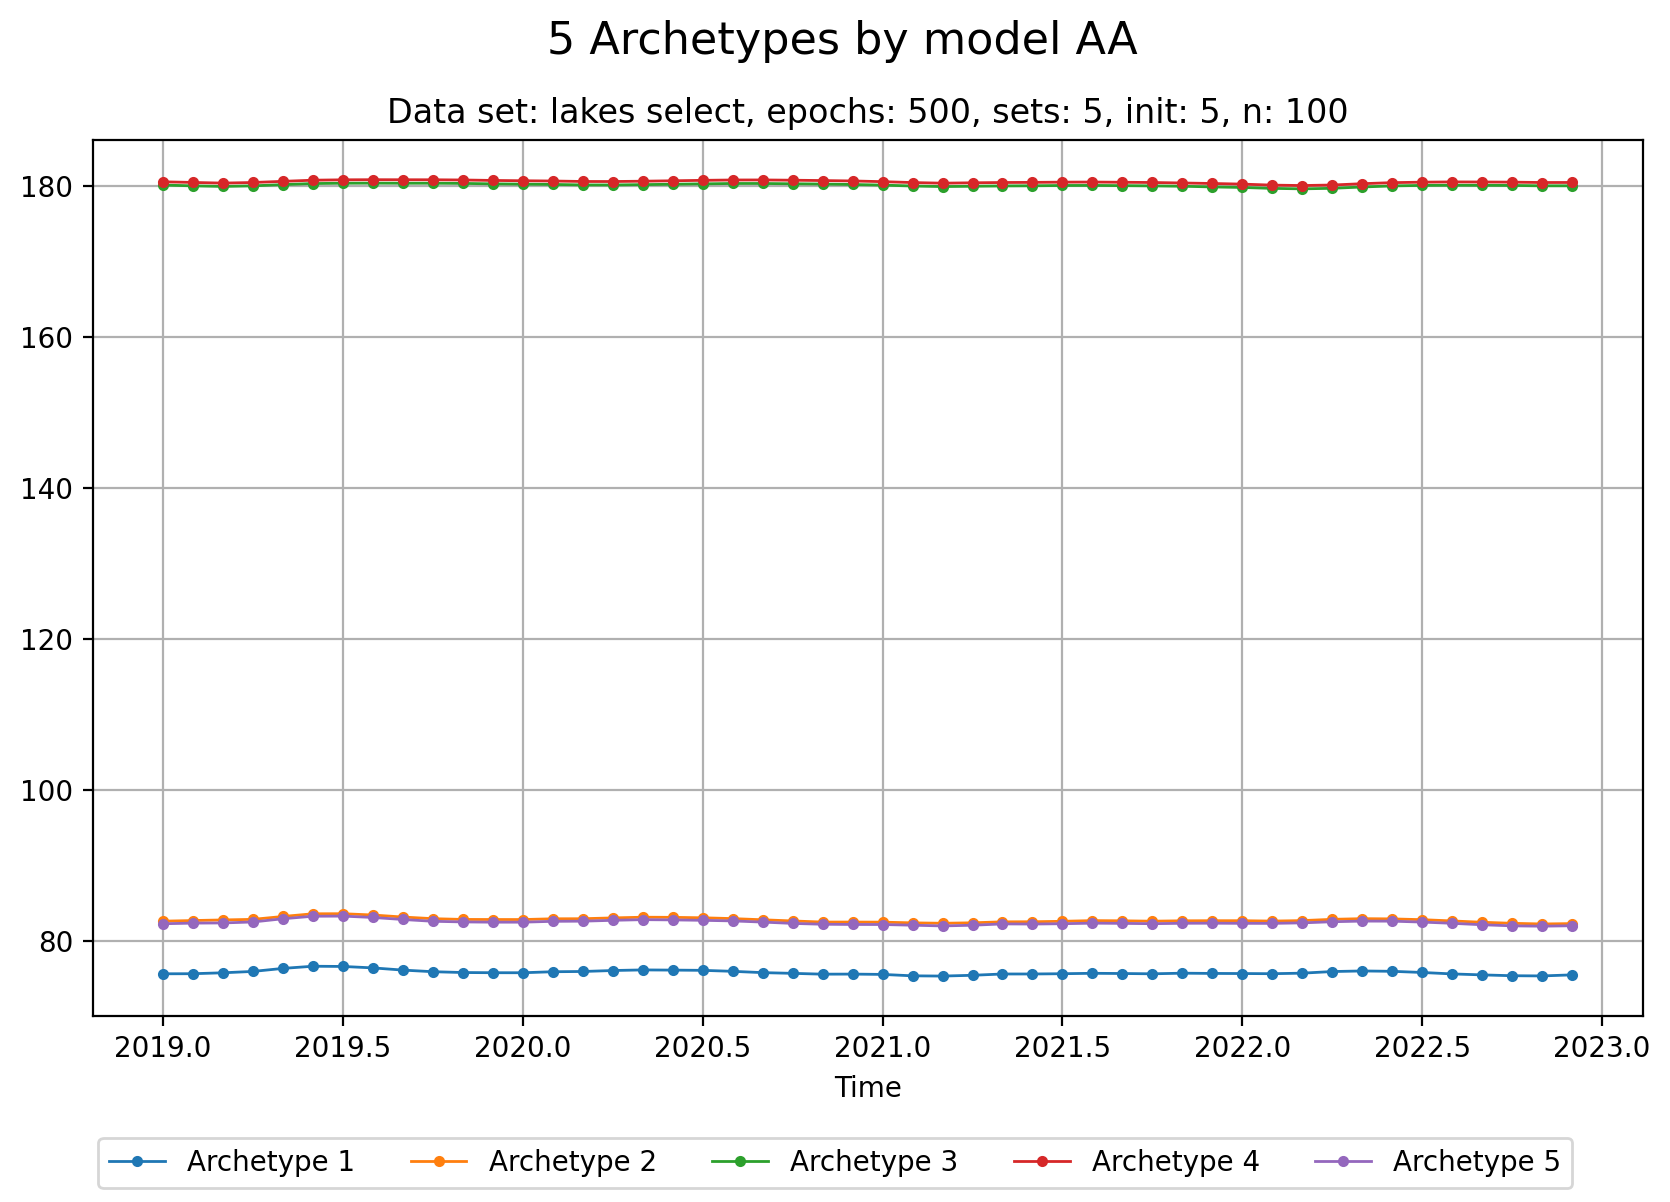 5 Archetypes by model AA
Data set: lakes select, epochs: 500, sets: 5, init: 5, n: 100
180
160
140
120
100
80
2019.0 2019.5 2020.0 2020.5 2021.0 2021.5 2022.0 2022.5 2023.0
Time
Archetype 1 Archetype 2 Archetype 3 Archetype 4 Archetype 5